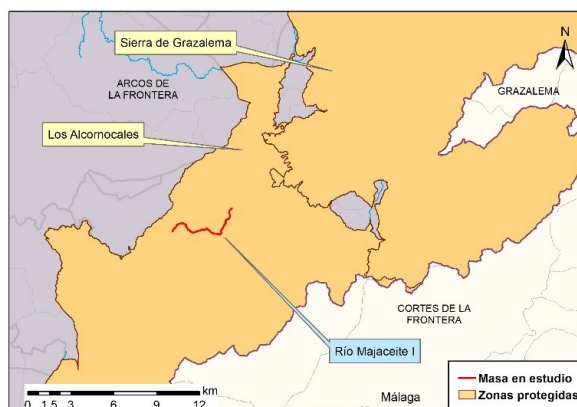 Sierra de Grazalema
N
ARCOS DE
LA FRONTERA
GRAZALEMA
Los Alcornocales
CORTES DE LA
FRONTERA
Río Majaceite I
km
0 1,5 3 6 9 12
Málaga
Masa en estudio
Zonas protegidas